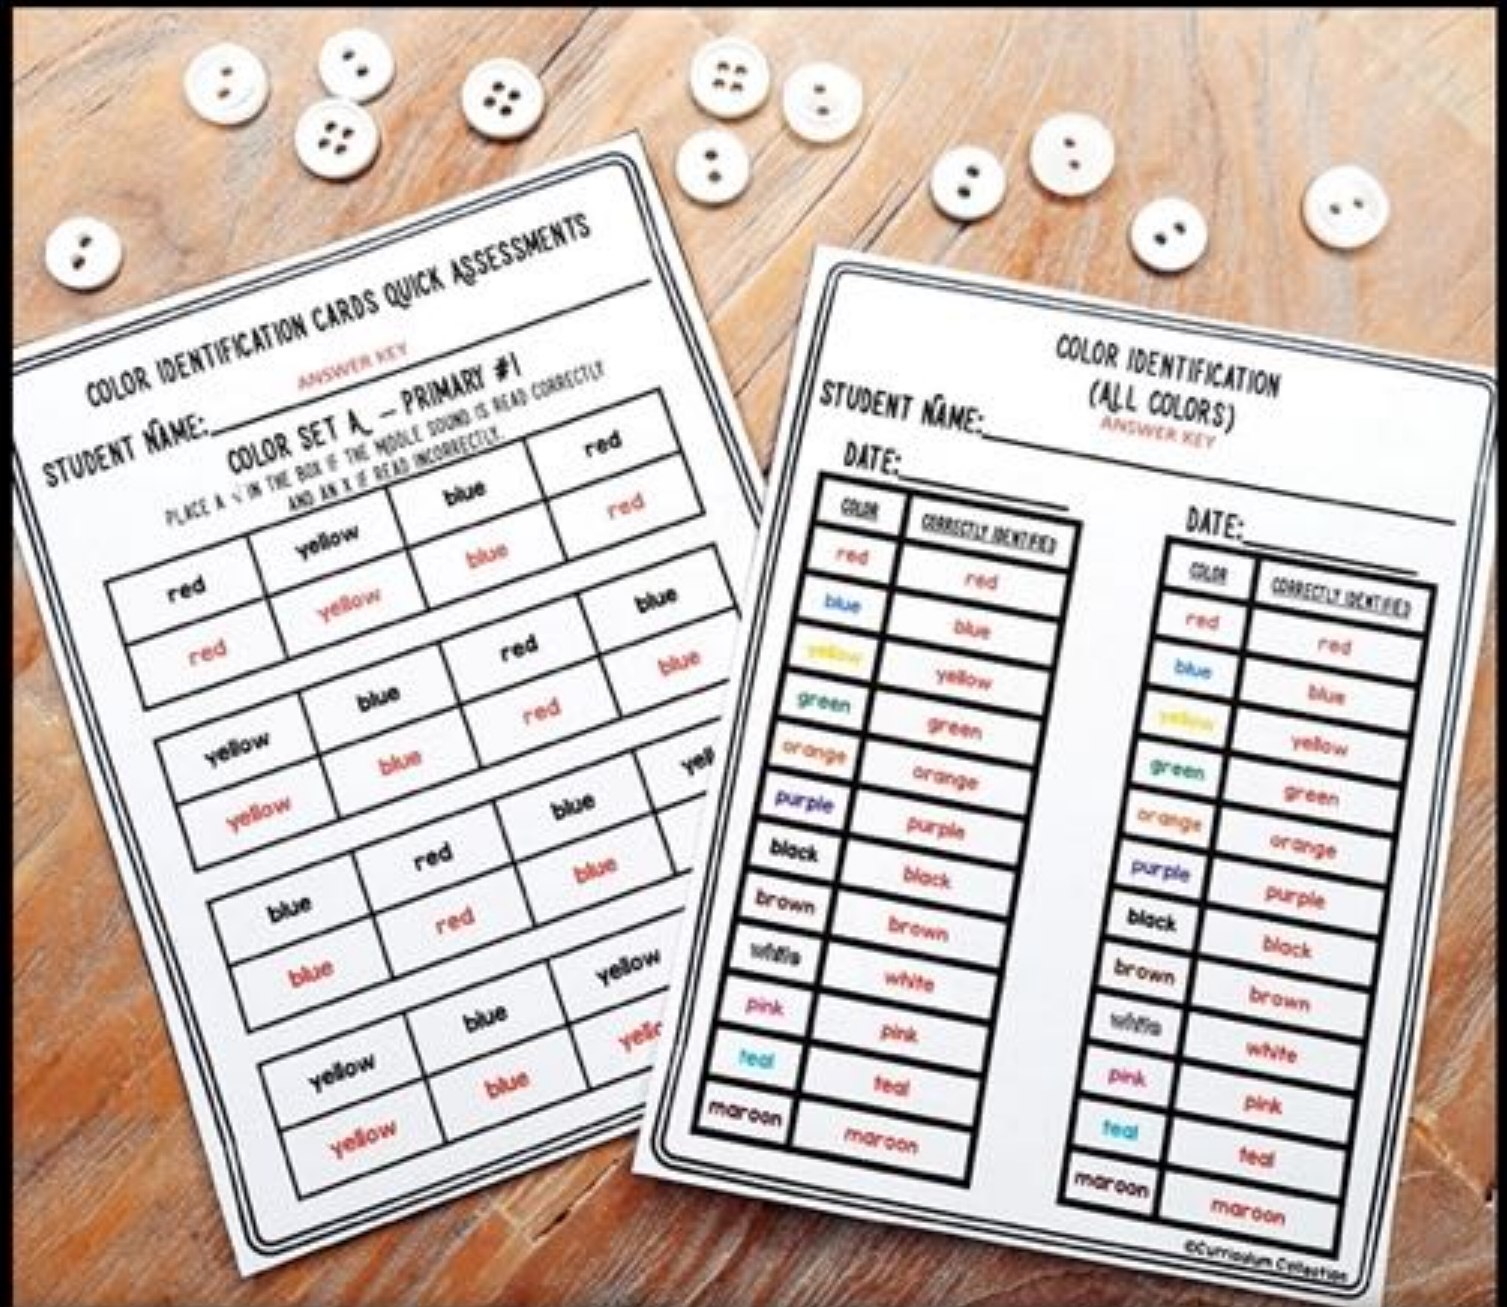 COLOR IDENTIFICATION CARDS QUICK ASSESSMENTS
ANSWER KEY
STUDENT NAME:
COLOR SET A - PRIMARY #1
PLACE A √ IN THE BOX IF THE MIDDLE SOUND IS READ CORRECTLY
AND AN X IF READ INCORRECTLY.
red yellow blue red
red yellow blue red
yellow blue red blue
yellow blue red blue
blue red blue yell
blue red blue
yellow blue yellow
yellow blue yello
COLOR IDENTIFICATION
(ALL COLORS)
ANSWER KEY
STUDENT NAME:
DATE:
COLOR CORRECTLY IDENTIFIED
red red
blue blue
yellow yellow
green green
orange orange
purple purple
black black
brown brown
white white
pink pink
teal teal
maroon maroon
DATE:
COLOR CORRECTLY IDENTIFIED
red red
blue blue
yellow yellow
green green
orange orange
purple purple
black black
brown brown
white white
pink pink
teal teal
maroon maroon
©Curriculum Collection